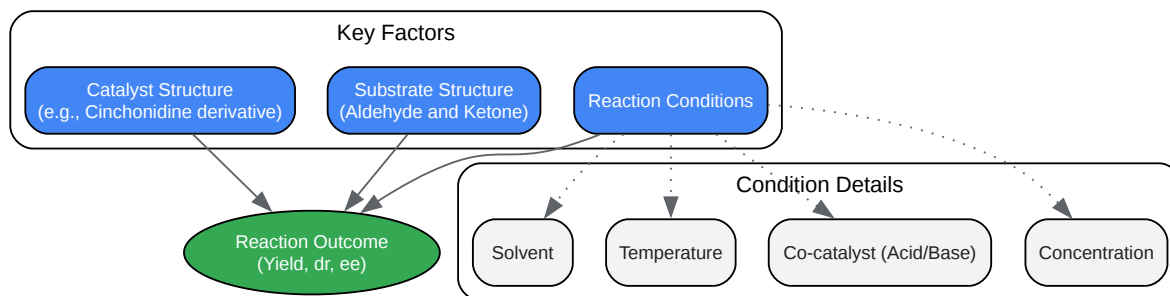 Key Factors
Catalyst Structure
(e.g., Cinchonidine derivative)
Substrate Structure
(Aldehyde and Ketone)
Reaction Conditions
Condition Details
Reaction Outcome
(Yield, dr, ee)
Solvent
Temperature
Co-catalyst (Acid/Base)
Concentration